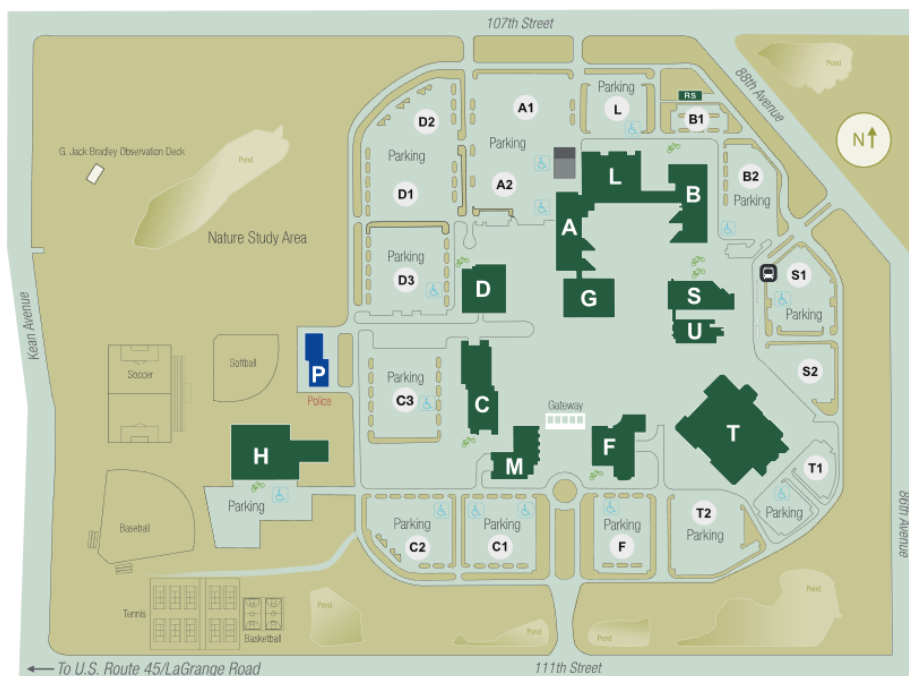 107th Street
88th Avenue
Pond
Parking
L
RS
B1
A1
Parking
A2
D2
Parking
D1
N
G. Jack Bradley Observation Deck
Pond
Nature Study Area
B2
Parking
L
B
A
G
D
Parking
D3
S
U
S1
Parking
S2
Kean Avenue
Soccer
Softball
P
Police
Parking
C3
C
Gateway
M
F
T
H
Parking
T1
Parking
T2
Parking
Parking
C2
Parking
C1
Parking
F
86th Avenue
Baseball
Tennis
Basketball
Pond
Pond
Pond
Pond
To U.S. Route 45/LaGrange Road
111th Street